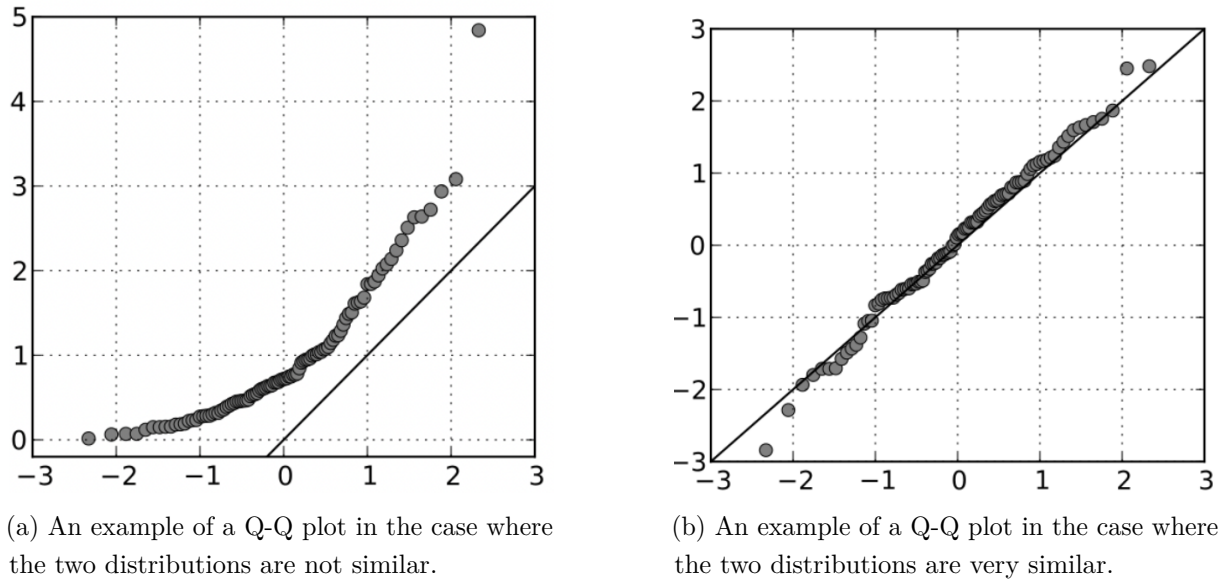 5
4
3
2
1
0
−3 −2 −1 0 1 2 3
3
2
1
0
−1
−2
−3
−3 −2 −1 0 1 2 3
(a) An example of a Q-Q plot in the case where
the two distributions are not similar.
(b) An example of a Q-Q plot in the case where
the two distributions are very similar.